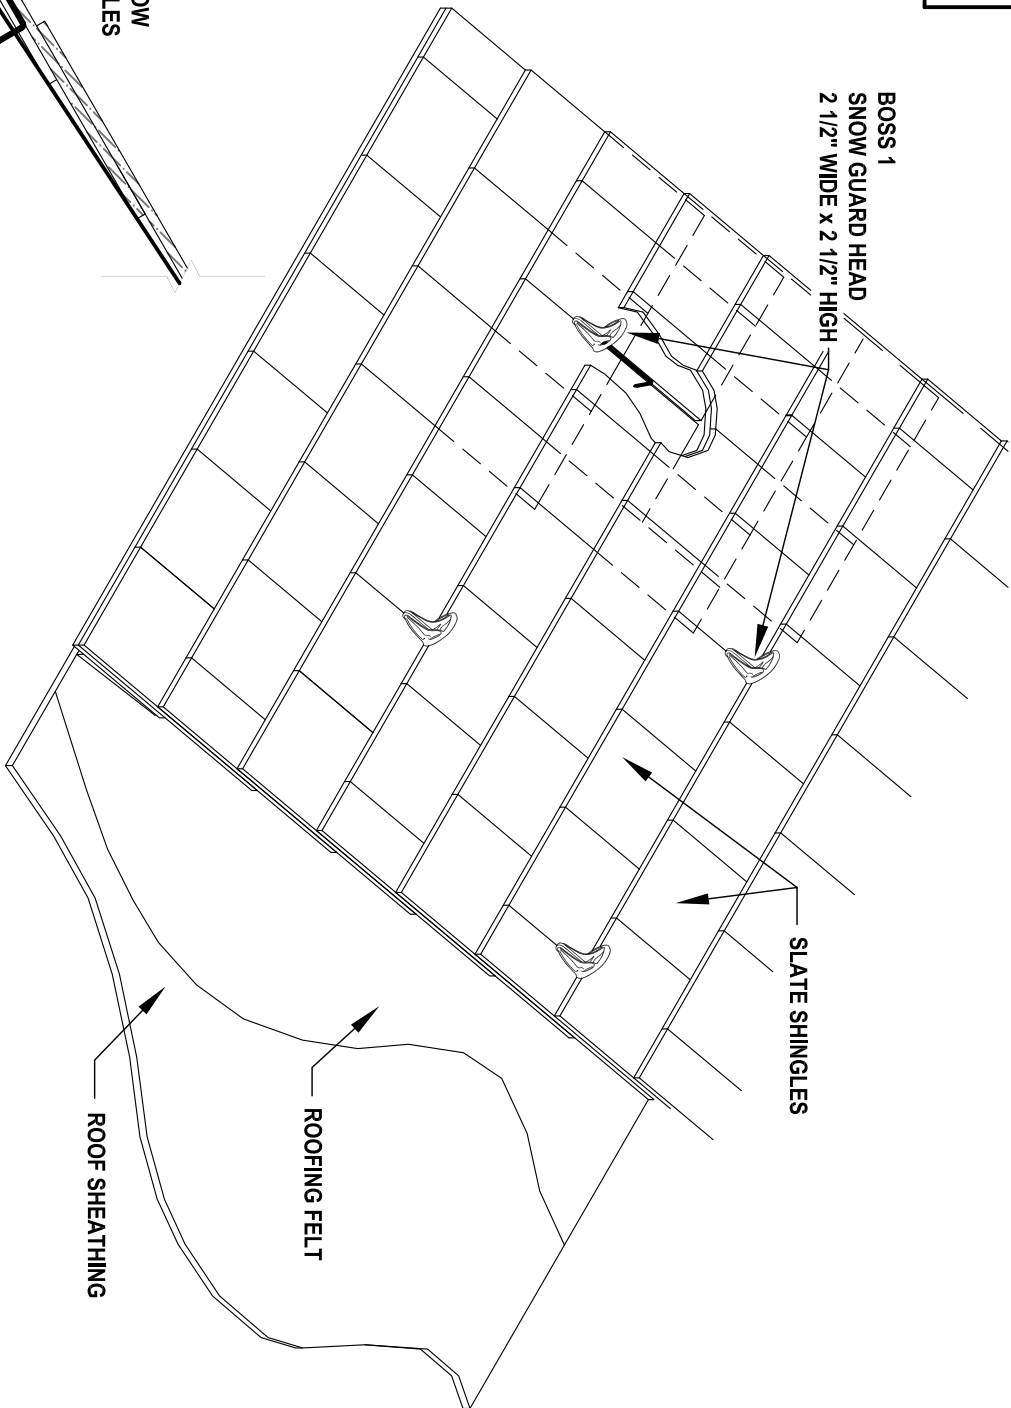 BOSS 1
SNOW GUARD HEAD
2 1/2" WIDE x 2 1/2" HIGH
SLATE SHINGLES
ROOFING FELT
ROOF SHEATHING